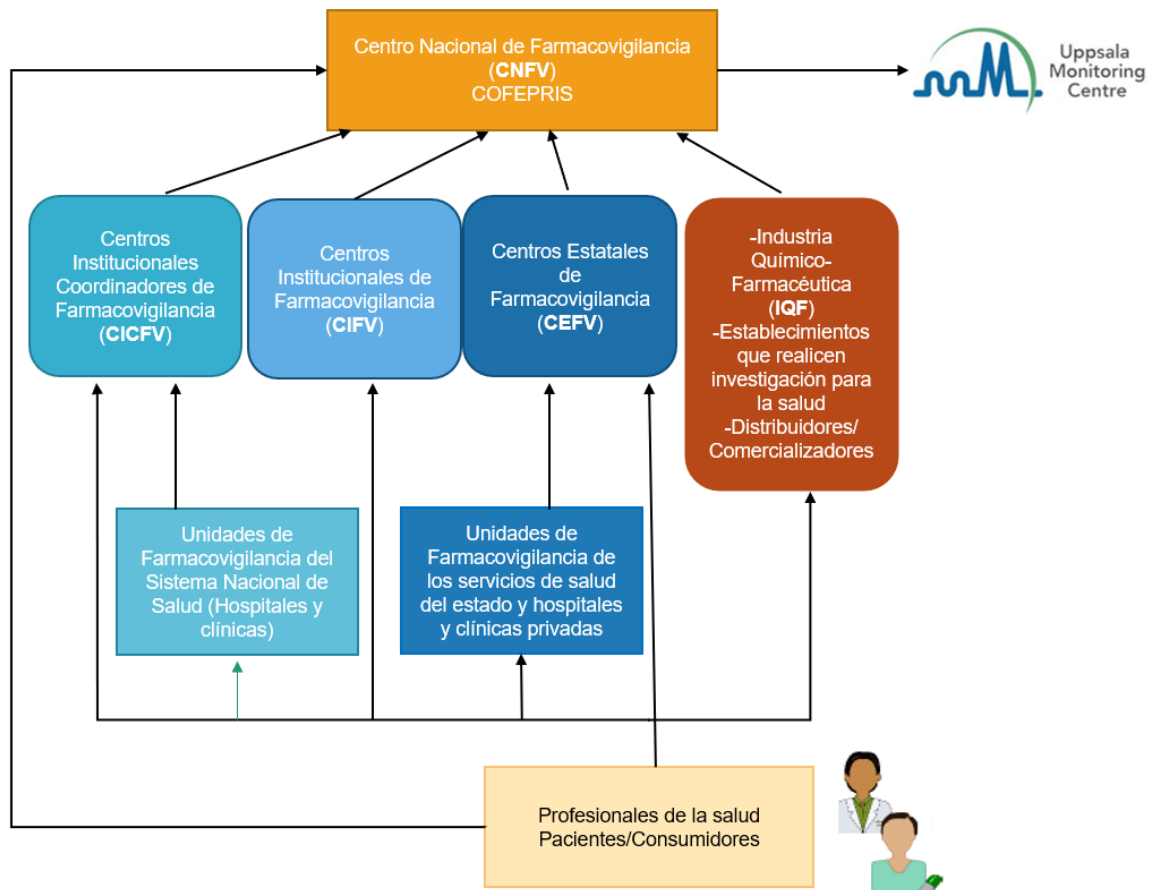 Centro Nacional de Farmacovigilancia
(CNFV)
COFEPRIS
Uppsala
Monitoring
Centre
Centros
Institucionales
Coordinadores de
Farmacovigilancia
(CICFV)
Centros
Institucionales de
Farmacovigilancia
(CIFV)
Centros Estatales
de
Farmacovigilancia
(CEFV)
-Industria
Químico-
Farmacéutica
(IQF)
-Establecimientos
que realicen
investigación para
la salud
-Distribuidores/
Comercializadores
Unidades de
Farmacovigilancia del
Sistema Nacional de
Salud (Hospitales y
clínicas)
Unidades de
Farmacovigilancia de
los servicios de salud
del estado y hospitales
y clínicas privadas
Profesionales de la salud
Pacientes/Consumidores